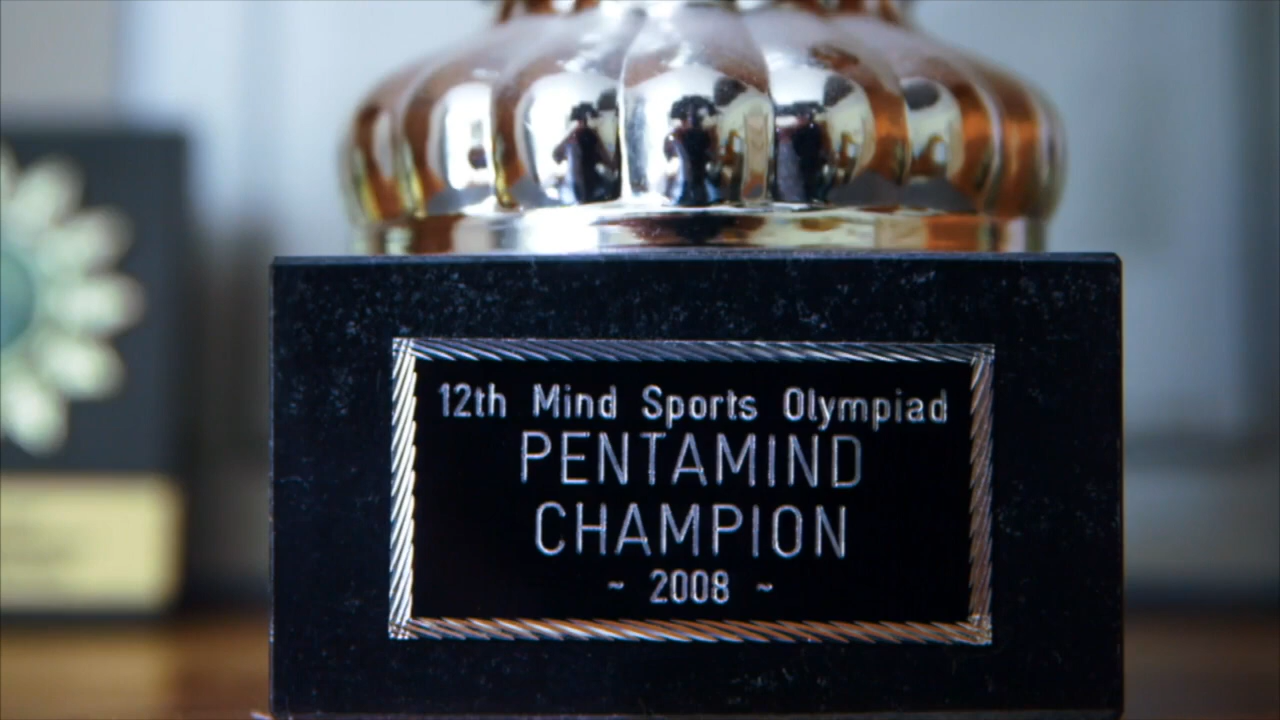 12th Mind Sports Olympiad
PENTAMIND
CHAMPION
~ 2008 ~